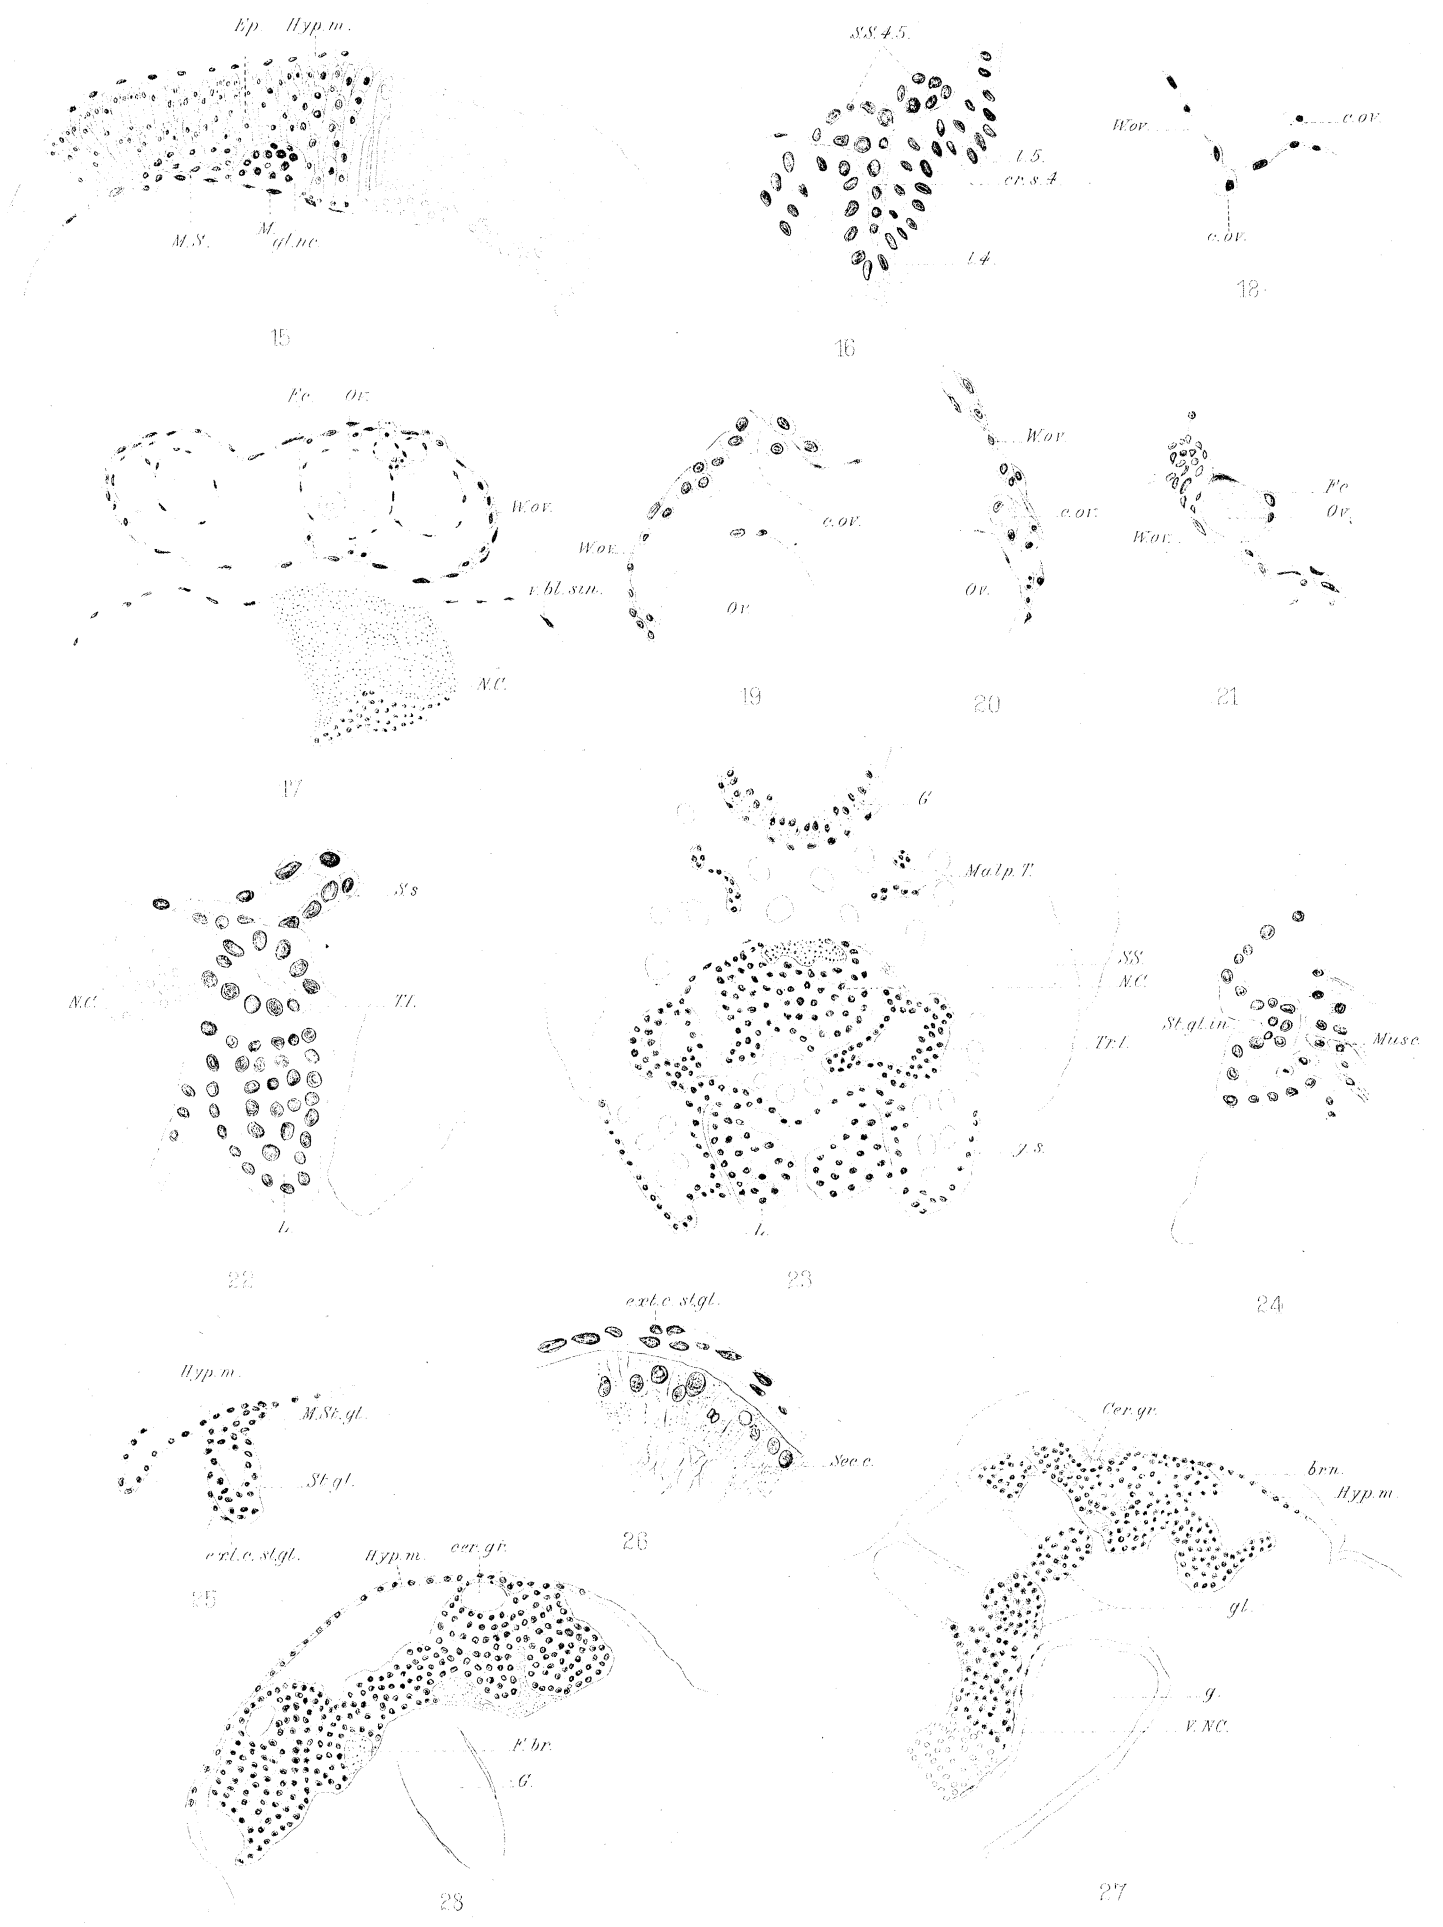 Ep Hyp.m.
M.S. M. gl.nc.
15
S.S.4.5.
l.5.
cr.s.4
l.4.
16
W.ov.
c.ov.
c.ov.
18
F.c. Ov.
W.ov.
v.bl.sin.
N.C.
17
W.ov.
c.ov.
Ov.
19
W.ov.
c.ov.
Ov.
20
F.c
Ov.
W.ov.
21
S.s
N.C.
T.l.
L.
22
G
Malp.T.
S.S.
N.C.
Tr.l.
g.s.
L.
23
St.gl.in.
Musc.
24
Hyp.m.
M.St.gl.
St.gl.
ext.c.st.gl.
25
ext.c.st.gl.
Sec.c.
26
Cer.gr.
brn.
Hyp.m.
gl.
g.
V.NC.
27
Hyp.m. cer.gr.
F.br.
G.
28